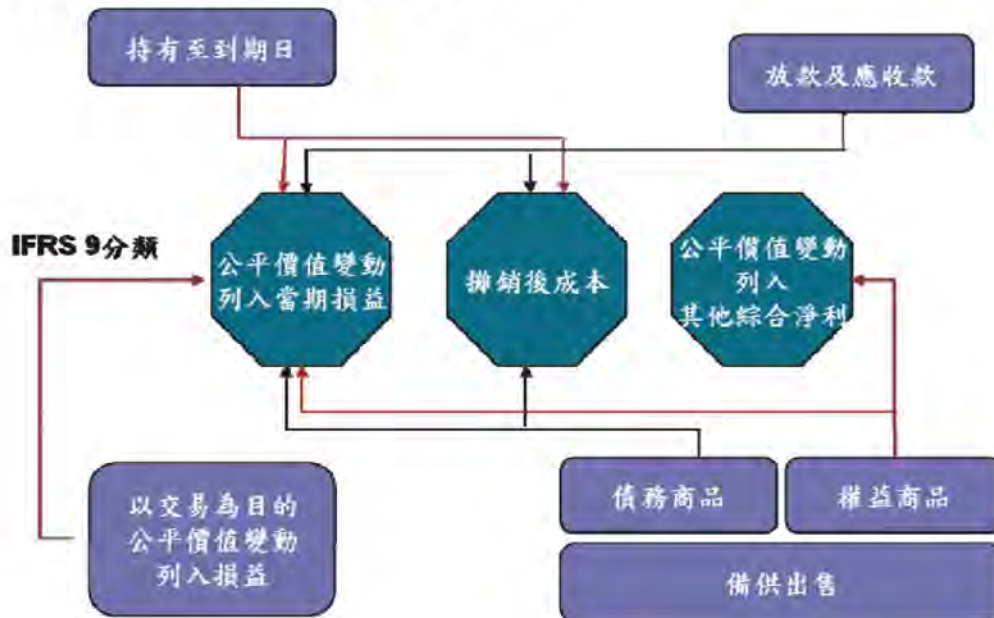 持有至到期日
放款及應收款
IFRS 9分類
公平價值變動
列入當期損益
攤銷後成本
公平價值變動
列入
其他綜合淨利
以交易為目的
公平價值變動
列入損益
債務商品
權益商品
備供出售